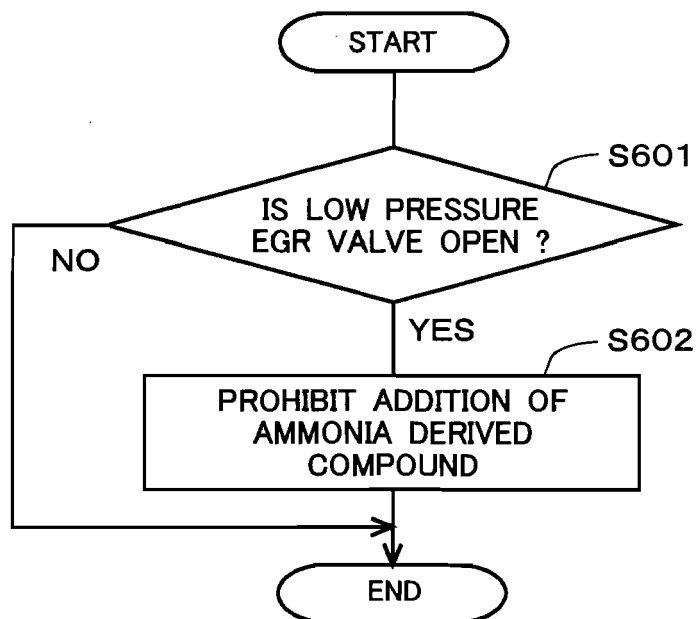 START
S601
IS LOW PRESSURE
EGR VALVE OPEN ?
NO
YES
S602
PROHIBIT ADDITION OF
AMMONIA DERIVED
COMPOUND
END